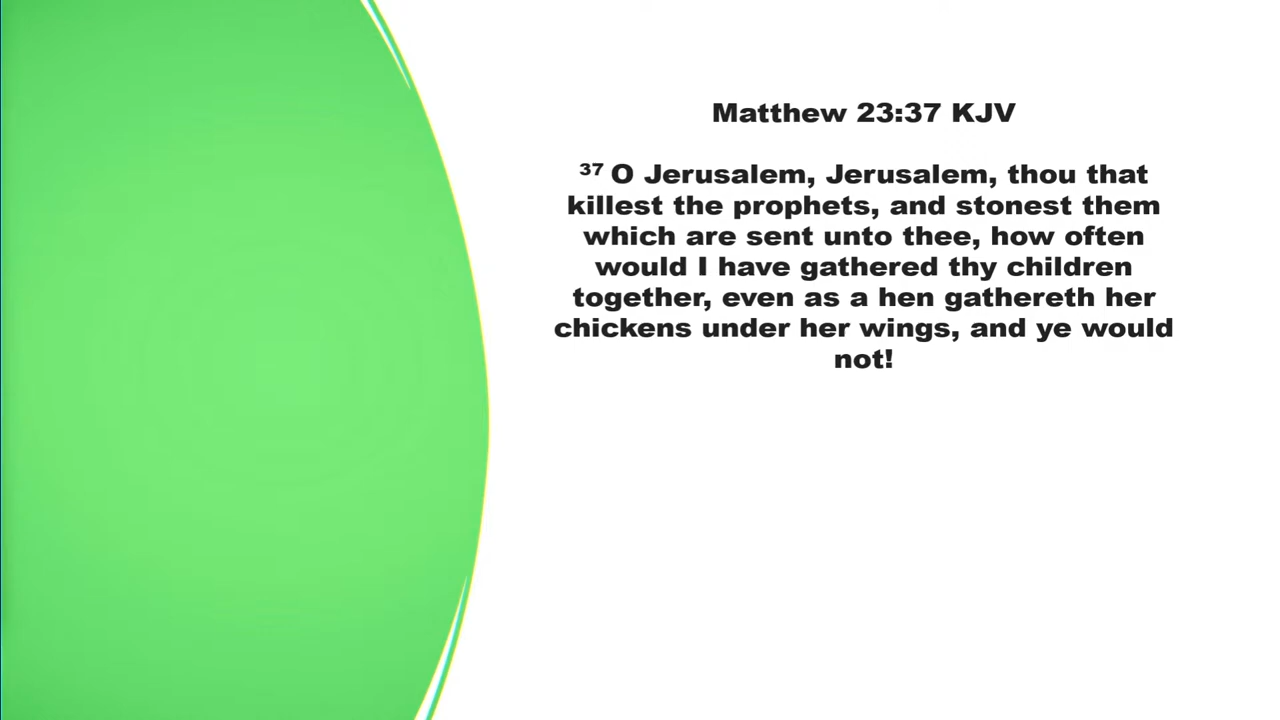 Matthew 23:37 KJV
37 O Jerusalem, Jerusalem, thou that
killest the prophets, and stonest them
which are sent unto thee, how often
would I have gathered thy children
together, even as a hen gathereth her
chickens under her wings, and ye would
not!